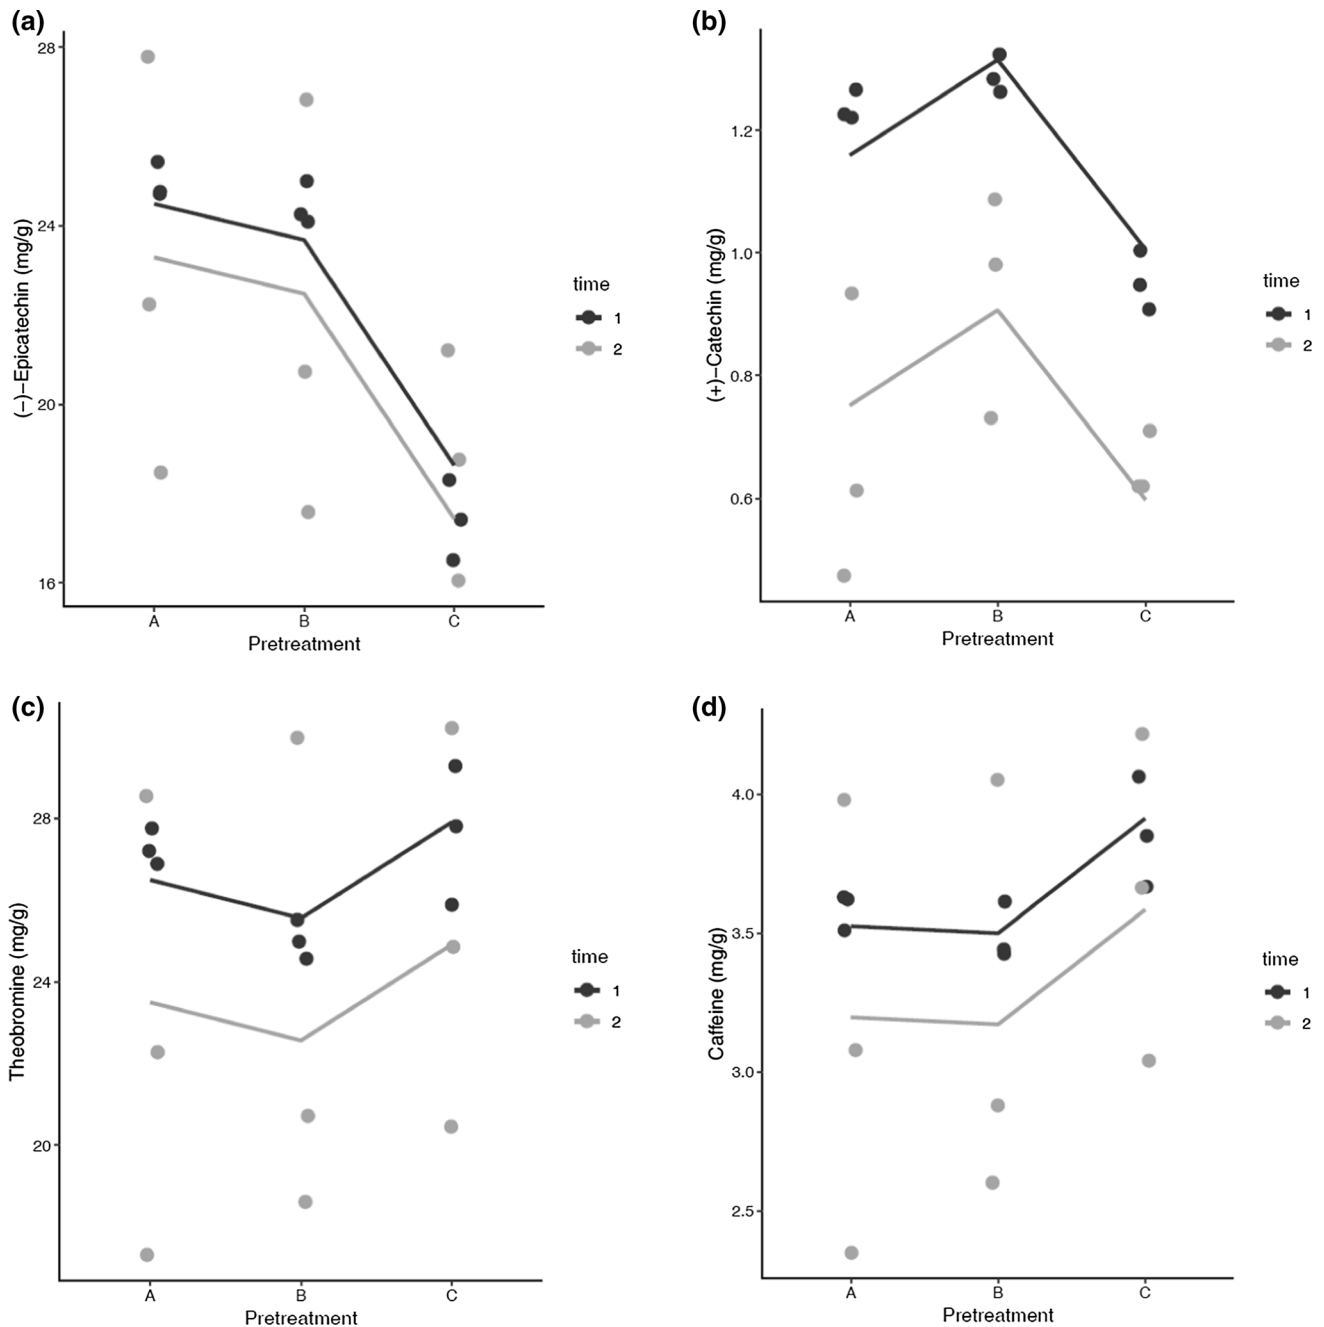 (a)
28
24
20
16
(−)−Epicatechin (mg/g)
A B C
Pretreatment
time
1
2
(b)
1.2
1.0
0.8
0.6
(+)−Catechin (mg/g)
A B C
Pretreatment
time
1
2
(c)
28
24
20
Theobromine (mg/g)
A B C
Pretreatment
time
1
2
(d)
4.0
3.5
3.0
2.5
Caffeine (mg/g)
A B C
Pretreatment
time
1
2